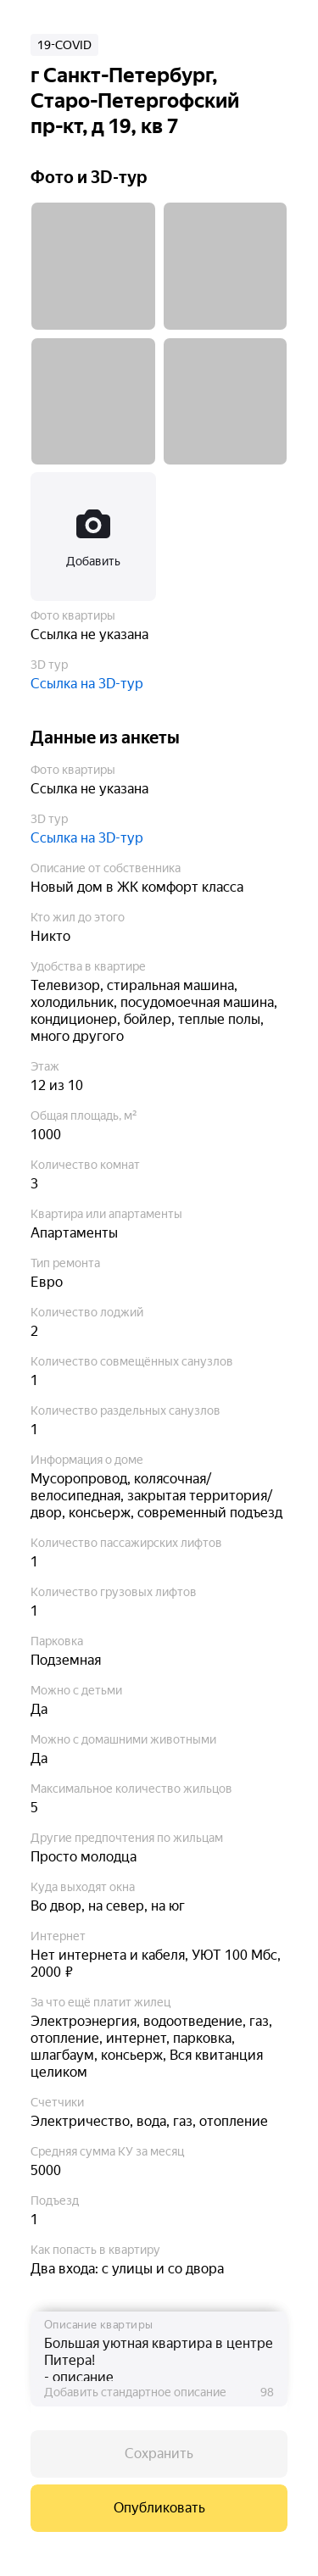 19-COVID
г Санкт-Петербург,
Старо-Петергофский
пр-кт, д 19, кв 7
Фото и 3D-тур
Добавить
Фото квартиры
Ссылка не указана
3D тур
Ссылка на 3D-тур
Данные из анкеты
Фото квартиры
Ссылка не указана
3D тур
Ссылка на 3D-тур
Описание от собственника
Новый дом в ЖК комфорт класса
Кто жил до этого
Никто
Удобства в квартире
Телевизор, стиральная машина,
холодильник, посудомоечная машина,
кондиционер, бойлер, теплые полы,
много другого
Этаж
12 из 10
Общая площадь, м²
1000
Количество комнат
3
Квартира или апартаменты
Апартаменты
Тип ремонта
Евро
Количество лоджий
2
Количество совмещённых санузлов
1
Количество раздельных санузлов
1
Информация о доме
Мусоропровод, колясочная/
велосипедная, закрытая территория/
двор, консьерж, современный подъезд
Количество пассажирских лифтов
1
Количество грузовых лифтов
1
Парковка
Подземная
Можно с детьми
Да
Можно с домашними животными
Да
Максимальное количество жильцов
5
Другие предпочтения по жильцам
Просто молодца
Куда выходят окна
Во двор, на север, на юг
Интернет
Нет интернета и кабеля, УЮТ 100 Мбс,
2000 ₽
За что ещё платит жилец
Электроэнергия, водоотведение, газ,
отопление, интернет, парковка,
шлагбаум, консьерж, Вся квитанция
целиком
Счетчики
Электричество, вода, газ, отопление
Средняя сумма КУ за месяц
5000
Подъезд
1
Как попасть в квартиру
Два входа: с улицы и со двора
Описание квартиры
Большая уютная квартира в центре
Питера!
- описание
Добавить стандартное описание 98
Сохранить
Опубликовать